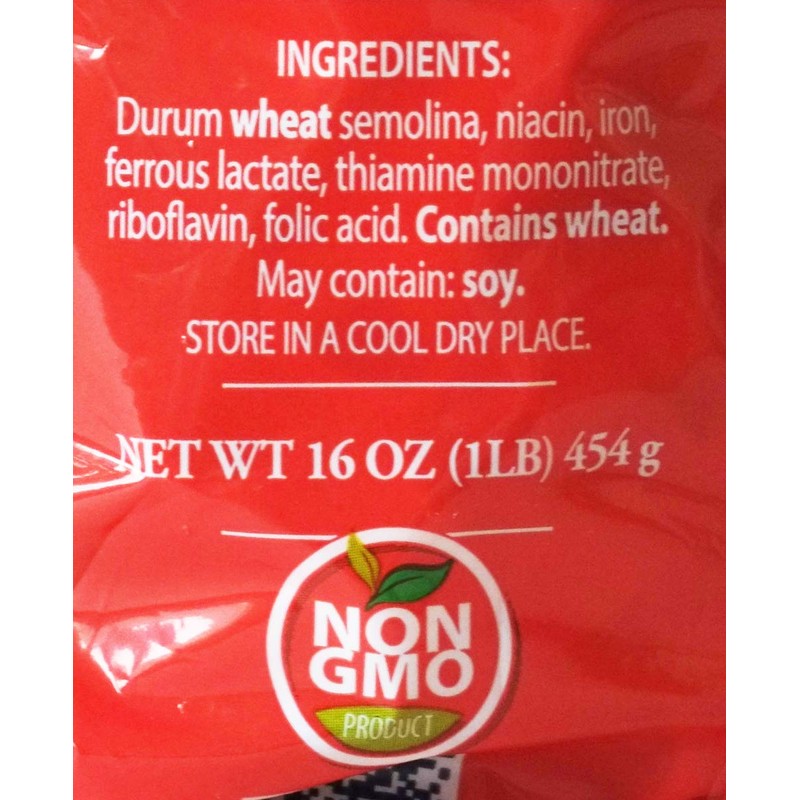 INGREDIENTS:
Durum wheat semolina, niacin, iron,
ferrous lactate, thiamine mononitrate,
riboflavin, folic acid. Contains wheat.
May contain: soy.
STORE IN A COOL DRY PLACE.
NET WT 16 OZ (1LB) 454 g
NON
GMO
PRODUCT